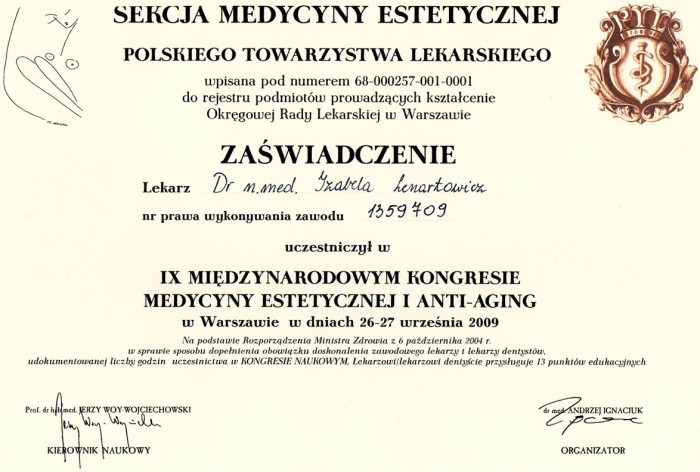 SEKCJA MEDYCYNY ESTETYCZNEJ
POLSKIEGO TOWARZYSTWA LEKARSKIEGO
wpisana pod numerem 68-000257-001-0001
do rejestru podmiotów prowadzących kształcenie
Okręgowej Rady Lekarskiej w Warszawie
PTL
ZAŚWIADCZENIE
Lekarz Dr n.med. Izabela Lenartowicz
nr prawa wykonywania zawodu 1359709
uczestniczył w
IX MIĘDZYNARODOWYM KONGRESIE
MEDYCYNY ESTETYCZNEJ I ANTI-AGING
w Warszawie w dniach 26-27 września 2009
Na podstawie Rozporządzenia Ministra Zdrowia z 6 października 2004 r.
w sprawie sposobu dopełnienia obowiązku doskonalenia zawodowego lekarzy i lekarzy dentystów,
udokumentowanej liczby godzin uczestnictwa w KONGRESIE NAUKOWYM, Lekarzowi/lekarzowi dentyście przysługuje 13 punktów edukacyjnych
Prof. dr hab med. JERZY WOY-WOJCIECHOWSKI
Jerzy Woy-Wojciech
KIEROWNIK NAUKOWY
dr med. ANDRZEJ IGNACIUK
ORGANIZATOR